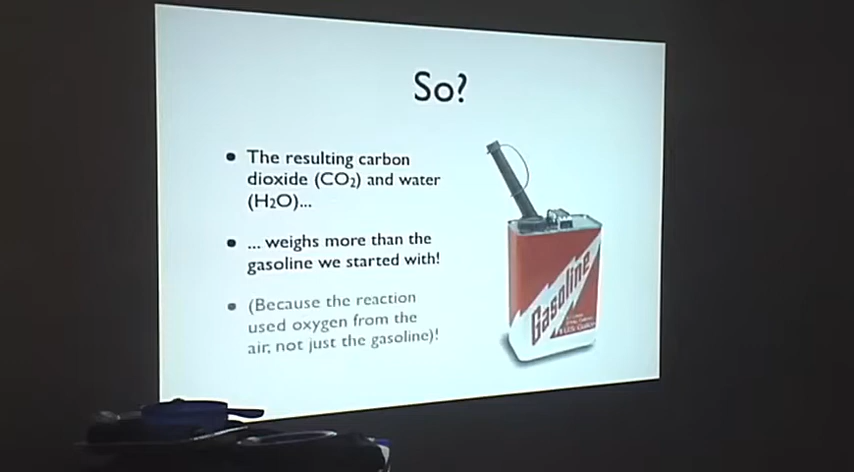 So?
• The resulting carbon
dioxide (CO₂) and water
(H₂O)...
• ... weighs more than the
gasoline we started with!
• (Because the reaction
used oxygen from the
air, not just the gasoline)!
Gasoline